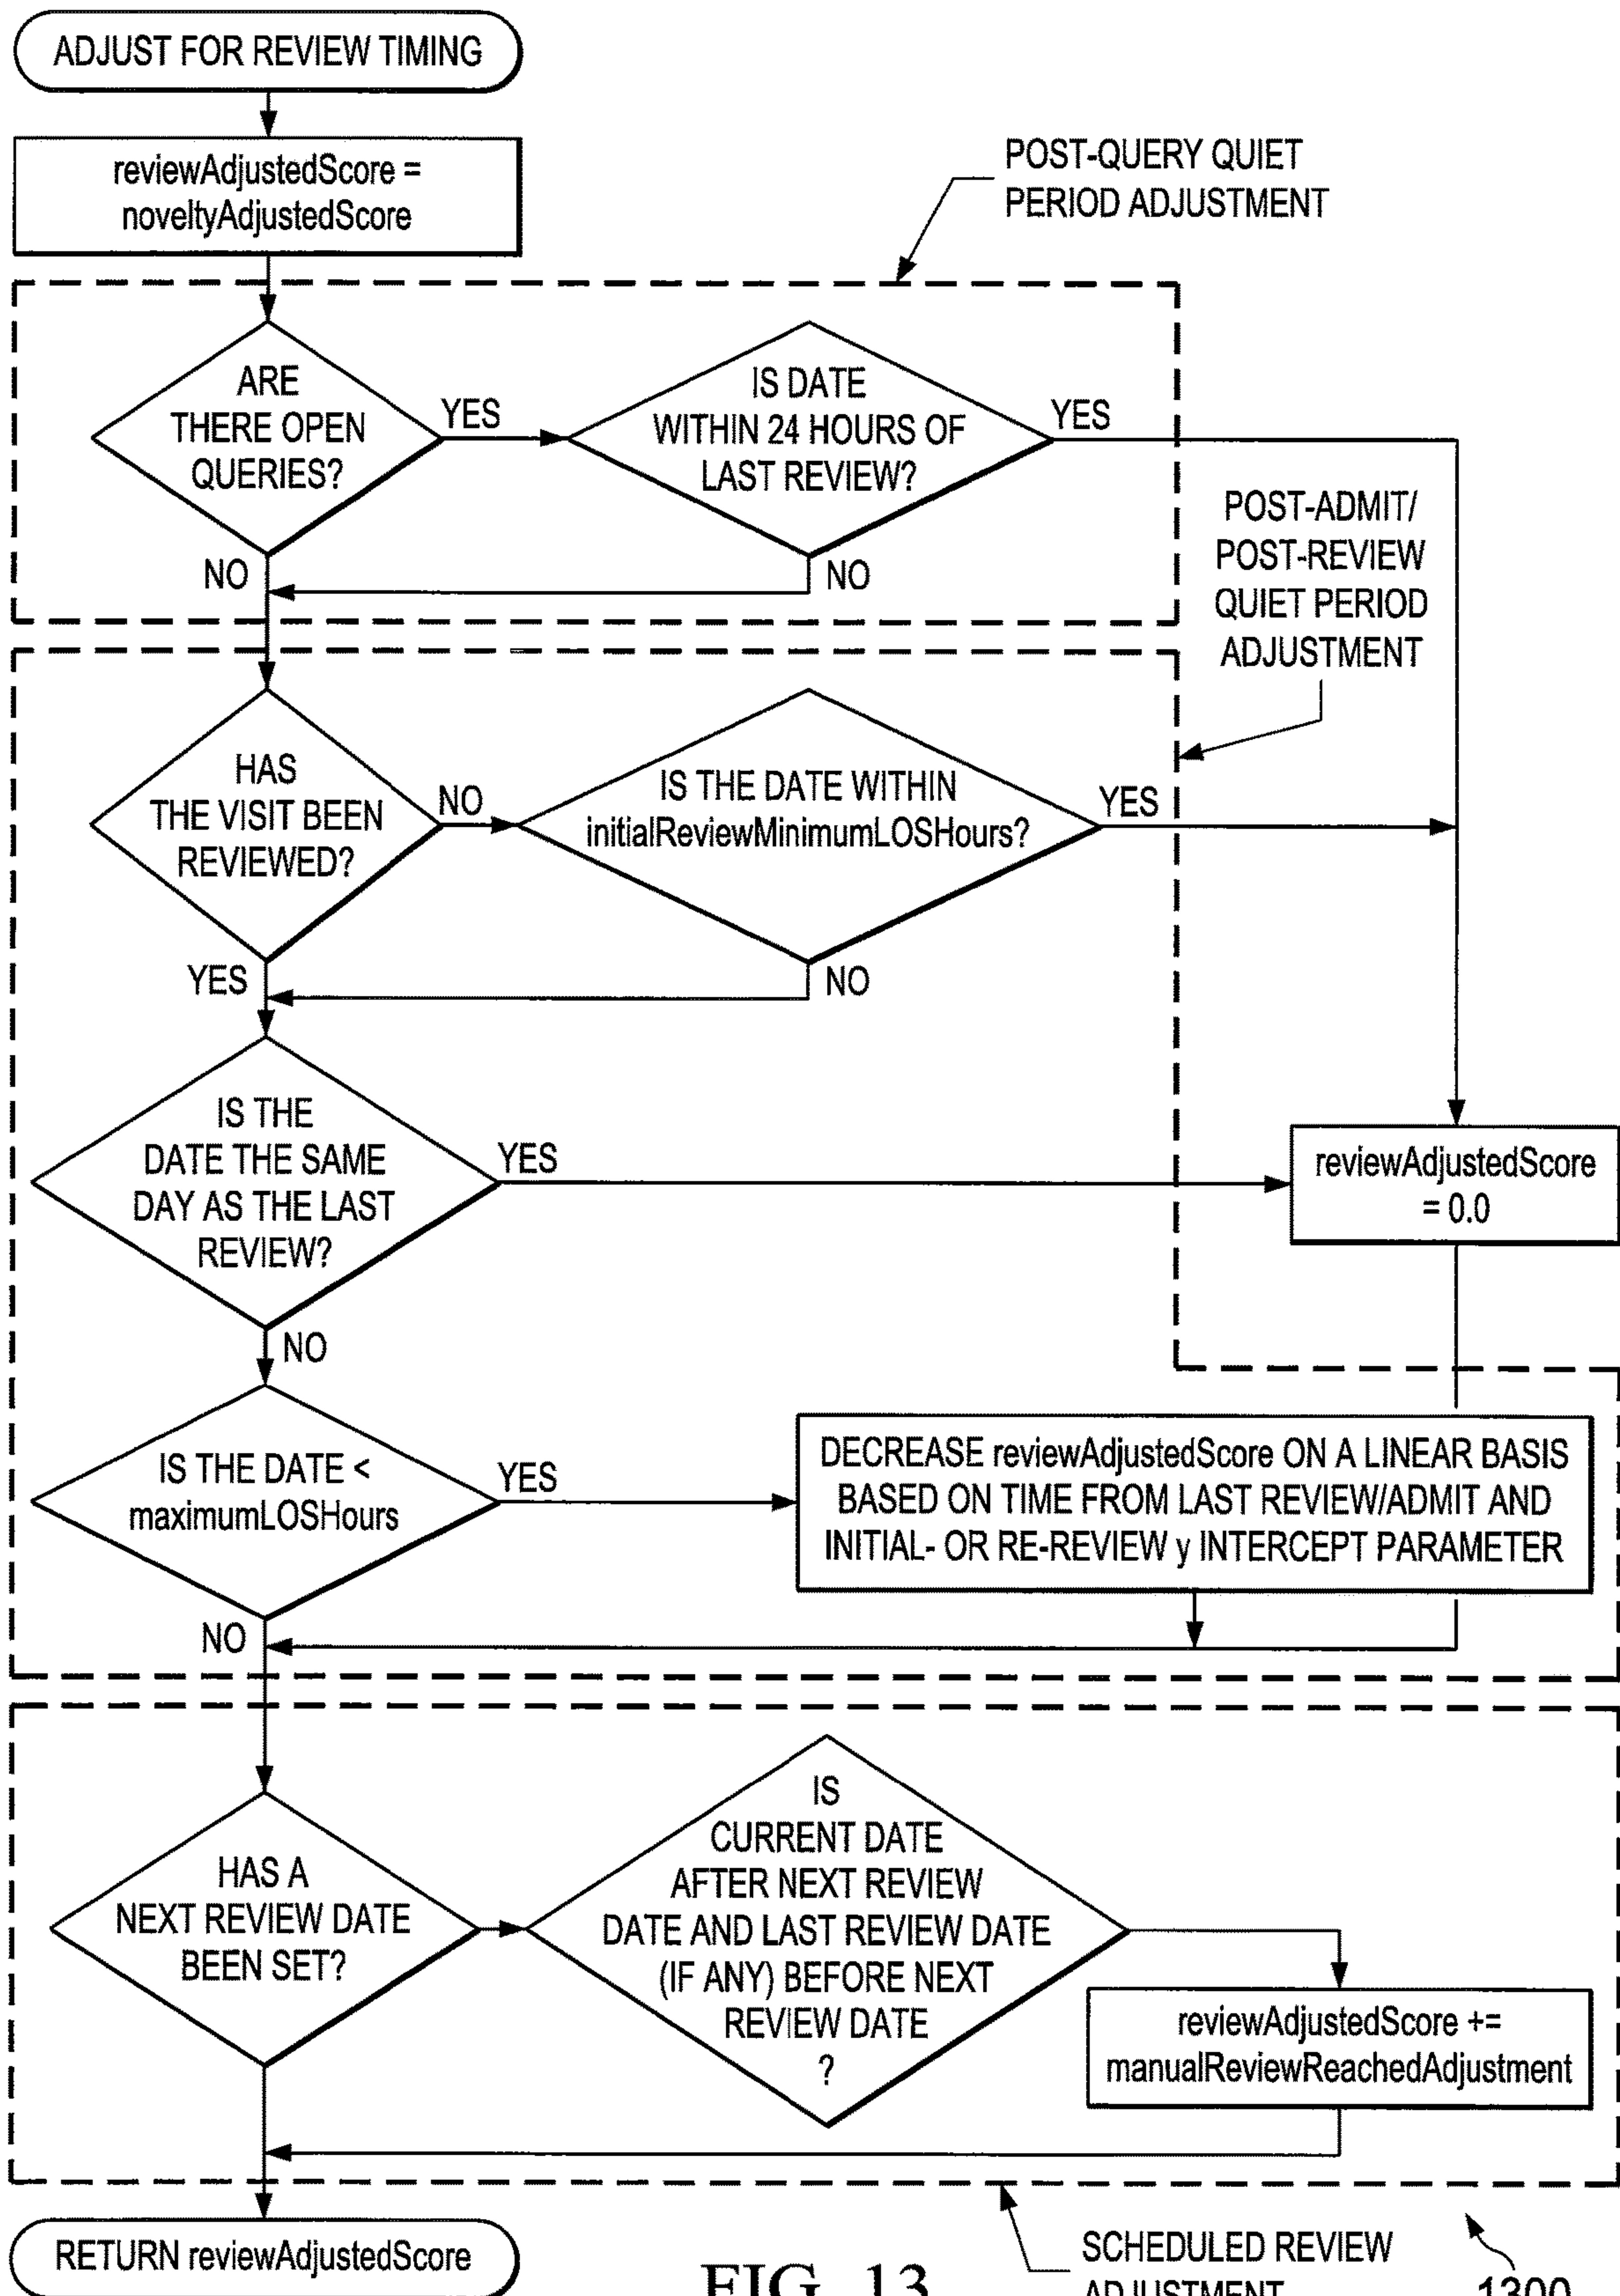 ADJUST FOR REVIEW TIMING
reviewAdjustedScore =
noveltyAdjustedScore
POST-QUERY QUIET
PERIOD ADJUSTMENT
ARE
THERE OPEN
QUERIES?
YES
NO
IS DATE
WITHIN 24 HOURS OF
LAST REVIEW?
YES
NO
POST-ADMIT/
POST-REVIEW
QUIET PERIOD
ADJUSTMENT
HAS
THE VISIT BEEN
REVIEWED?
NO
YES
IS THE DATE WITHIN
initialReviewMinimumLOSHours?
YES
NO
IS THE
DATE THE SAME
DAY AS THE LAST
REVIEW?
YES
NO
reviewAdjustedScore
= 0.0
IS THE DATE <
maximumLOSHours
YES
NO
DECREASE reviewAdjustedScore ON A LINEAR BASIS
BASED ON TIME FROM LAST REVIEW/ADMIT AND
INITIAL- OR RE-REVIEW y INTERCEPT PARAMETER
HAS A
NEXT REVIEW DATE
BEEN SET?
IS
CURRENT DATE
AFTER NEXT REVIEW
DATE AND LAST REVIEW DATE
(IF ANY) BEFORE NEXT
REVIEW DATE
?
reviewAdjustedScore +=
manualReviewReachedAdjustment
RETURN reviewAdjustedScore
SCHEDULED REVIEW
ADJUSTMENT
FIG. 13
1300